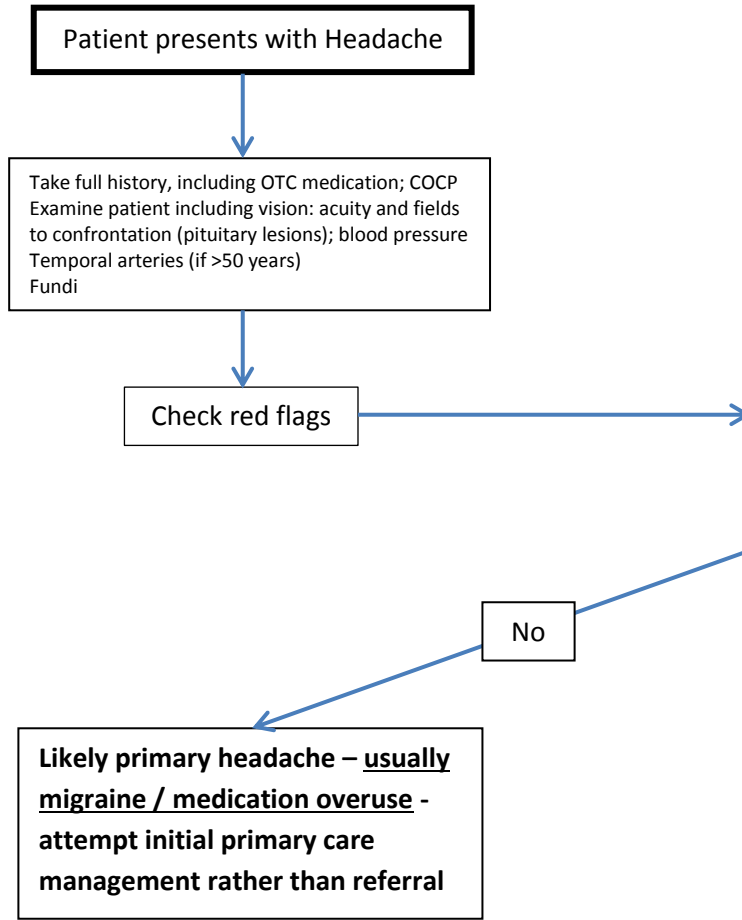 Patient presents with Headache
Take full history, including OTC medication; COCP
Examine patient including vision: acuity and fields
to confrontation (pituitary lesions); blood pressure
Temporal arteries (if >50 years)
Fundi
Check red flags
No
Likely primary headache – usually
migraine / medication overuse -
attempt initial primary care
management rather than referral